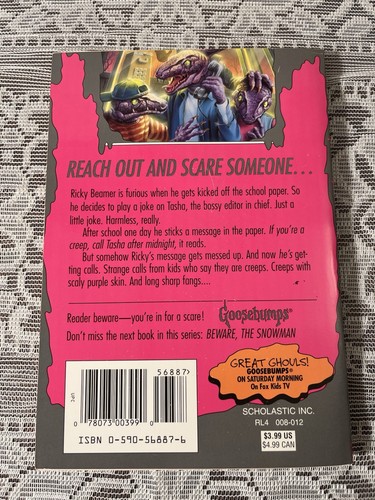 REACH OUT AND SCARE SOMEONE...
Ricky Beamer is furious when he gets kicked off the school paper. So
he decides to play a joke on Tasha, the bossy editor in chief. Just a
little joke. Harmless, really.
After school one day he sticks a message in the paper. If you're a
creep, call Tasha after midnight, it reads.
But somehow Ricky's message gets messed up. And now he's get-
ting calls. Strange calls from kids who say they are creeps. Creeps with
scaly purple skin. And long sharp fangs....
Reader beware—you're in for a scare! Goosebumps®
Don't miss the next book in this series: BEWARE, THE SNOWMAN
GREAT GHOULS!
GOOSEBUMPS®
ON SATURDAY MORNING
On Fox Kids TV
56887>
0 78073 00399 0
ISBN 0-590-56887-6
SCHOLASTIC INC.
RL4 008-012
$3.99 US
$4.99 CAN